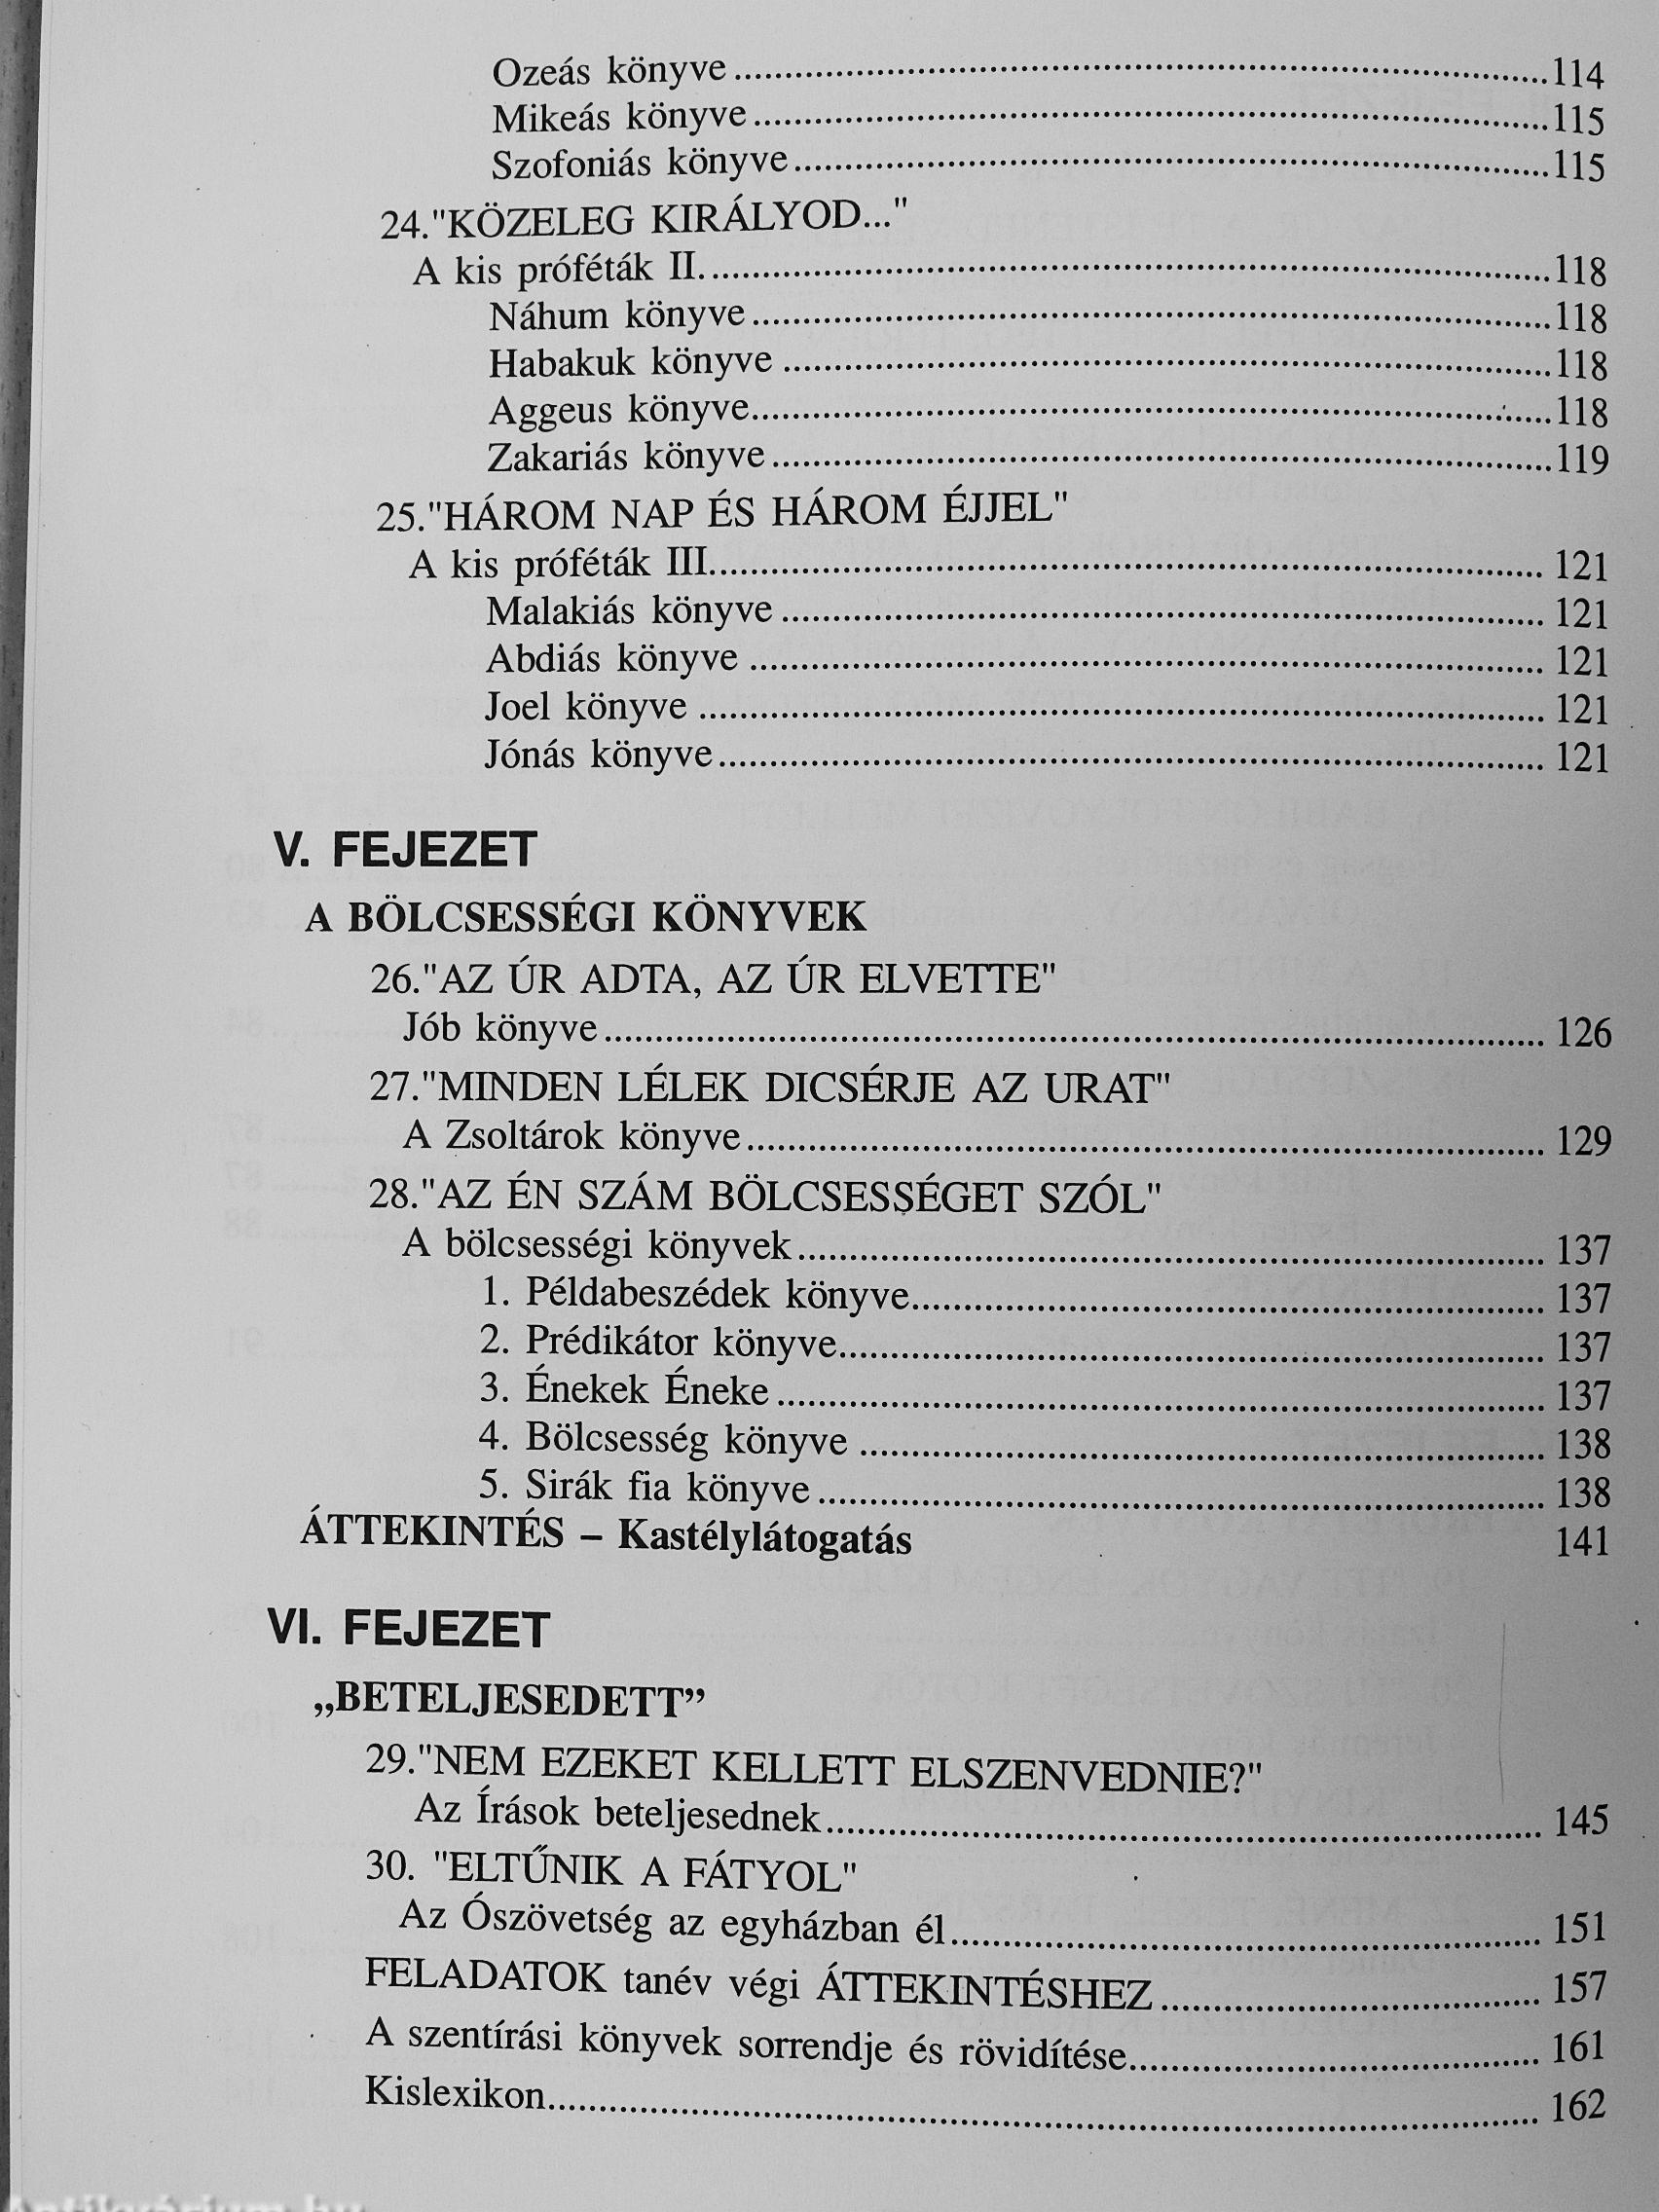 Ozeás könyve......114
Mikeás könyve......115
Szofoniás könyve......115
24."KÖZELEG KIRÁLYOD..."
A kis próféták II.......118
Náhum könyve......118
Habakuk könyve......118
Aggeus könyve......118
Zakariás könyve......119
25."HÁROM NAP ÉS HÁROM ÉJJEL"
A kis próféták III...... 121
Malakiás könyve...... 121
Abdiás könyve...... 121
Joel könyve...... 121
Jónás könyve...... 121
V. FEJEZET
A BÖLCSESSÉGI KÖNYVEK
26."AZ ÚR ADTA, AZ ÚR ELVETTE"
Jób könyve...... 126
27."MINDEN LÉLEK DICSÉRJE AZ URAT"
A Zsoltárok könyve...... 129
28."AZ ÉN SZÁM BÖLCSESSÉGET SZÓL"
A bölcsességi könyvek...... 137
1. Példabeszédek könyve...... 137
2. Prédikátor könyve...... 137
3. Énekek Éneke...... 137
4. Bölcsesség könyve...... 138
5. Sirák fia könyve...... 138
ÁTTEKINTÉS – Kastélylátogatás 141
VI. FEJEZET
„BETELJESEDETT”
29."NEM EZEKET KELLETT ELSZENVEDNIE?"
Az Írások beteljesednek...... 145
30. "ELTŰNIK A FÁTYOL"
Az Ószövetség az egyházban él...... 151
FELADATOK tanév végi ÁTTEKINTÉSHEZ...... 157
A szentírási könyvek sorrendje és rövidítése...... 161
Kislexikon...... 162